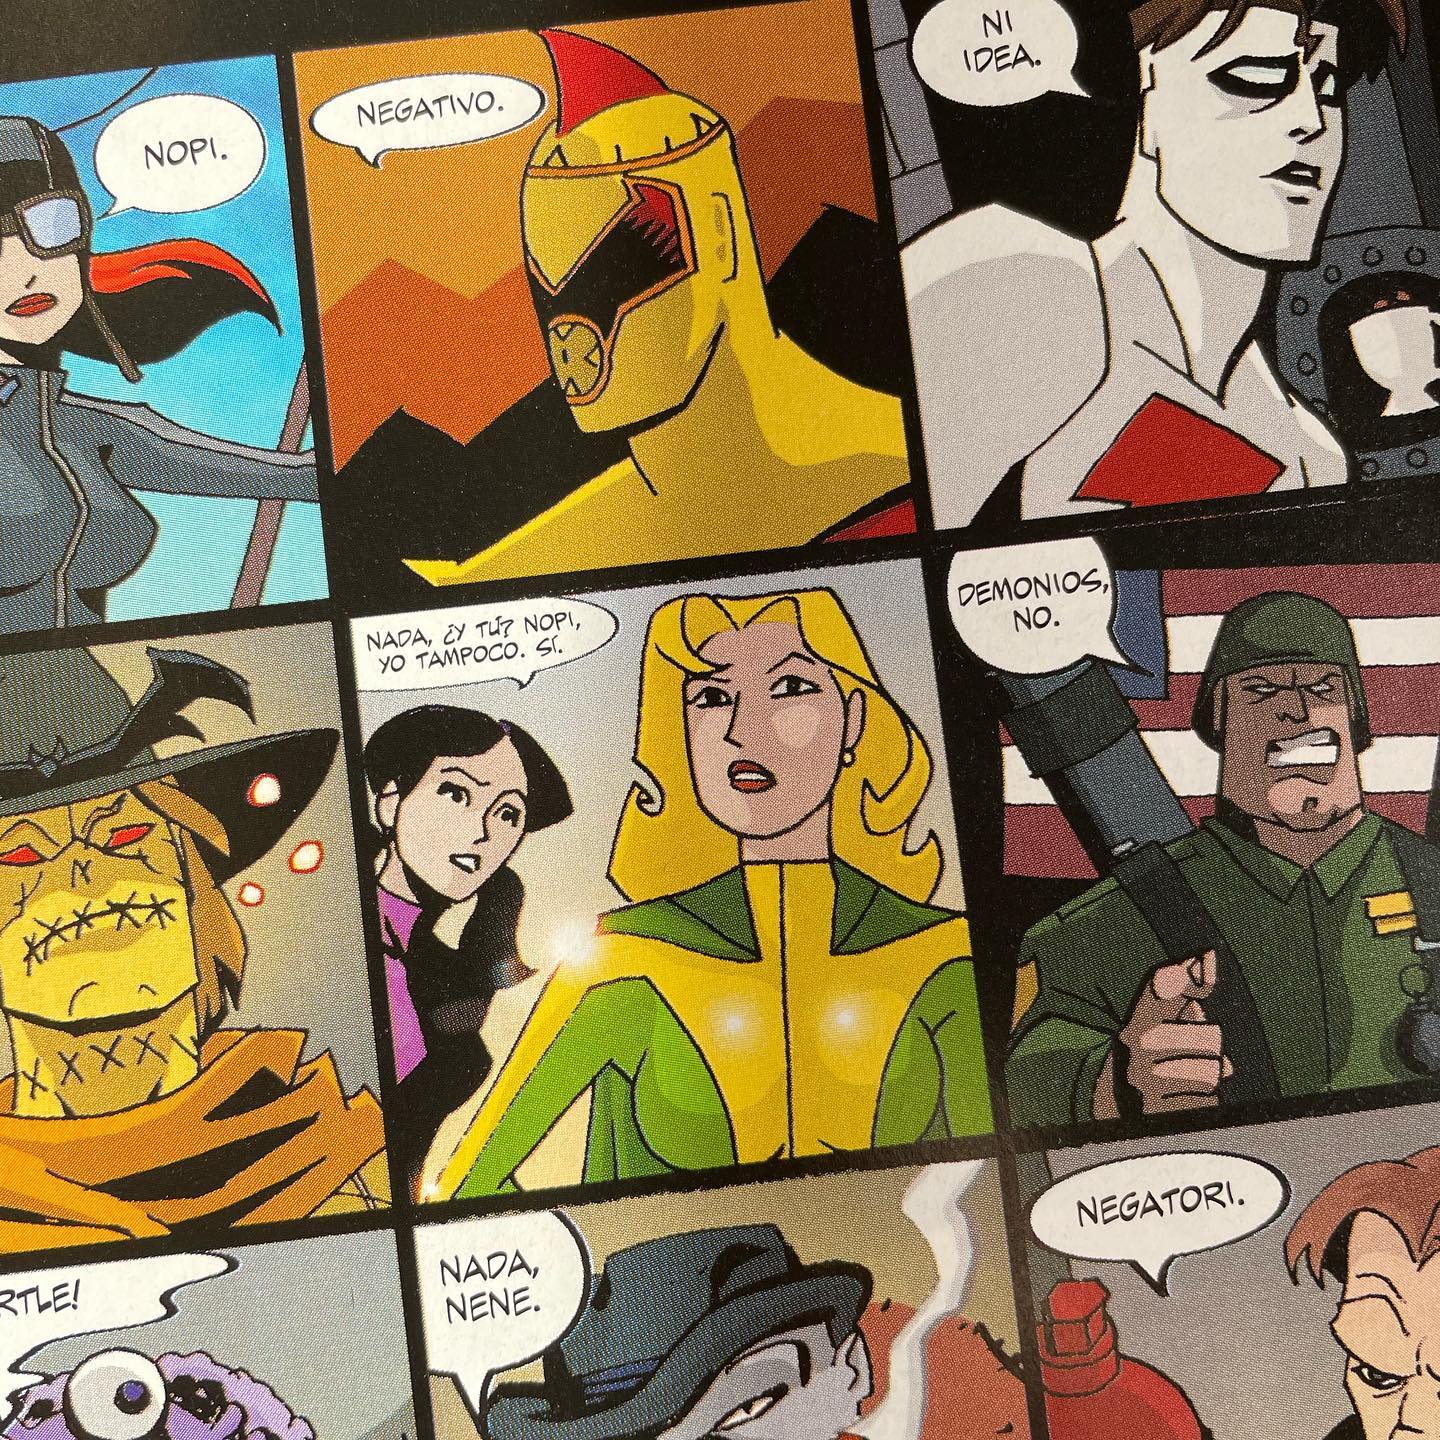 NOPI.
NEGATIVO.
NI
IDEA.
NADA, ¿Y TÚ? NOPI,
YO TAMPOCO. SÍ.
DEMONIOS,
NO.
RTLE!
NADA,
NENE.
NEGATORI.